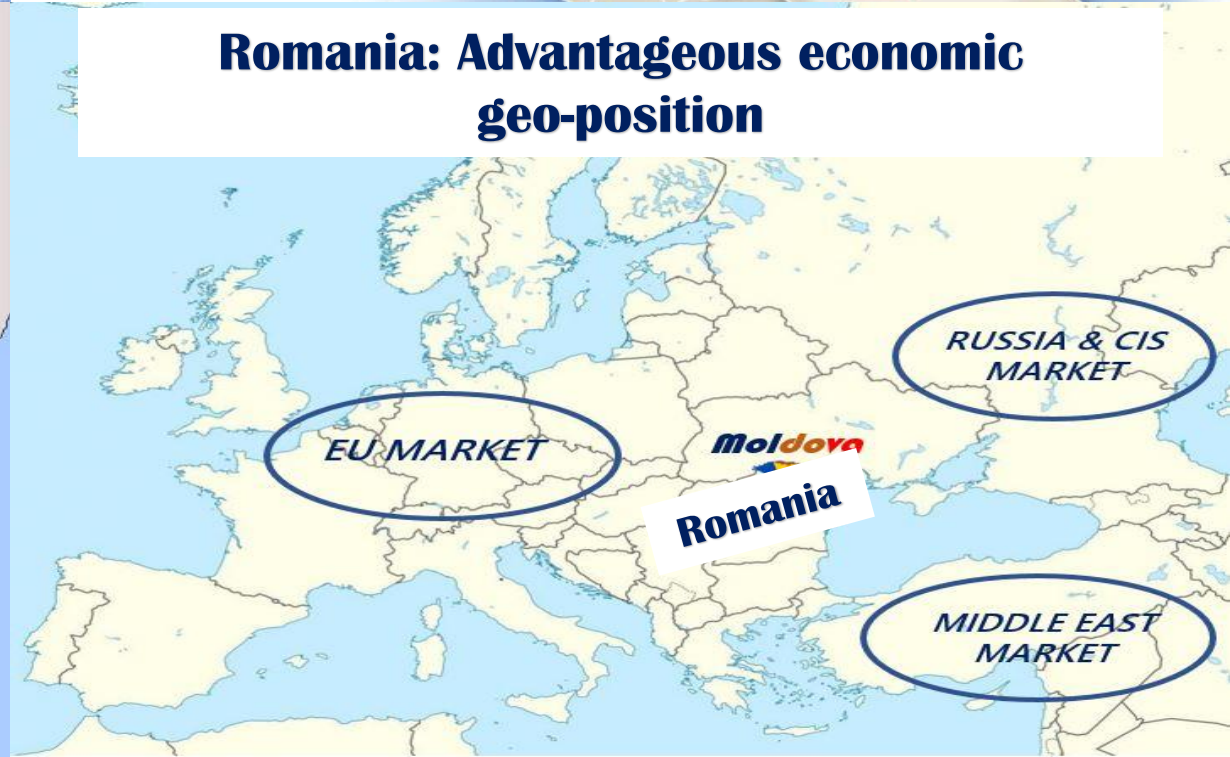 Romania: Advantageous economic
geo-position
RUSSIA & CIS
MARKET
EU MARKET
Moldova
Romania
MIDDLE EAST
MARKET